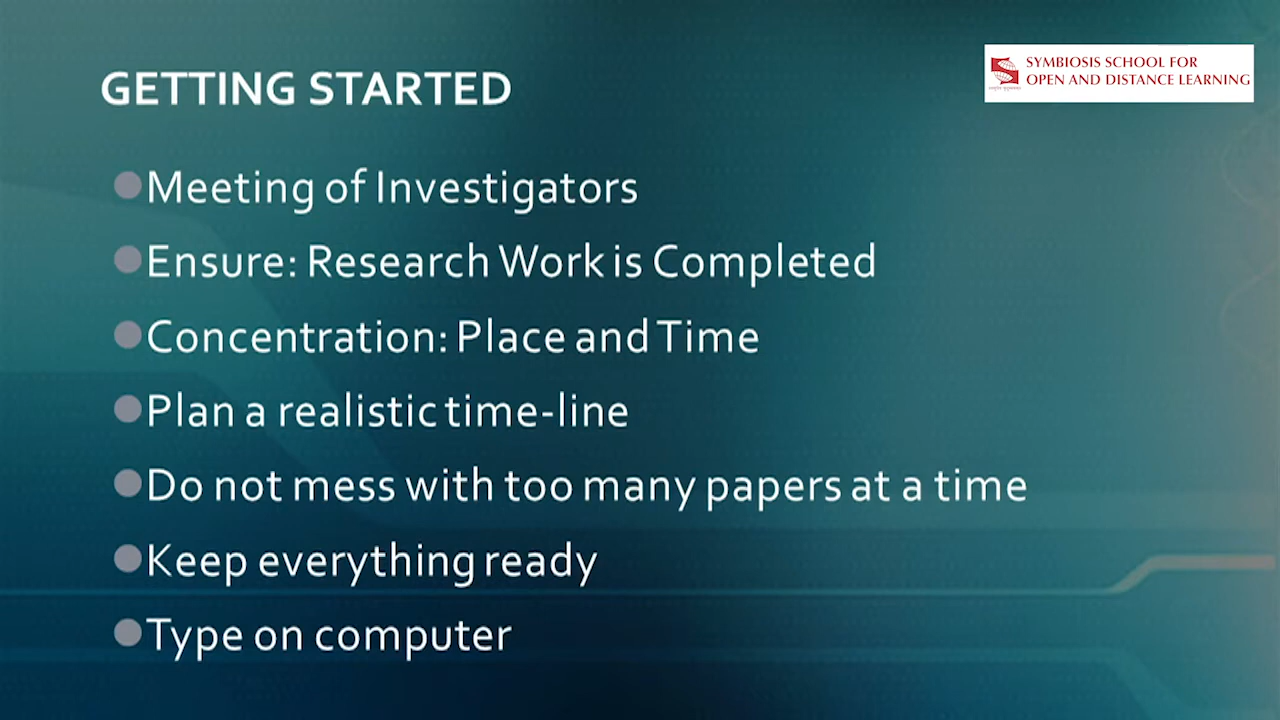 GETTING STARTED
SYMBIOSIS SCHOOL FOR
OPEN AND DISTANCE LEARNING
Meeting of Investigators
Ensure: Research Work is Completed
Concentration: Place and Time
Plan a realistic time-line
Do not mess with too many papers at a time
Keep everything ready
Type on computer